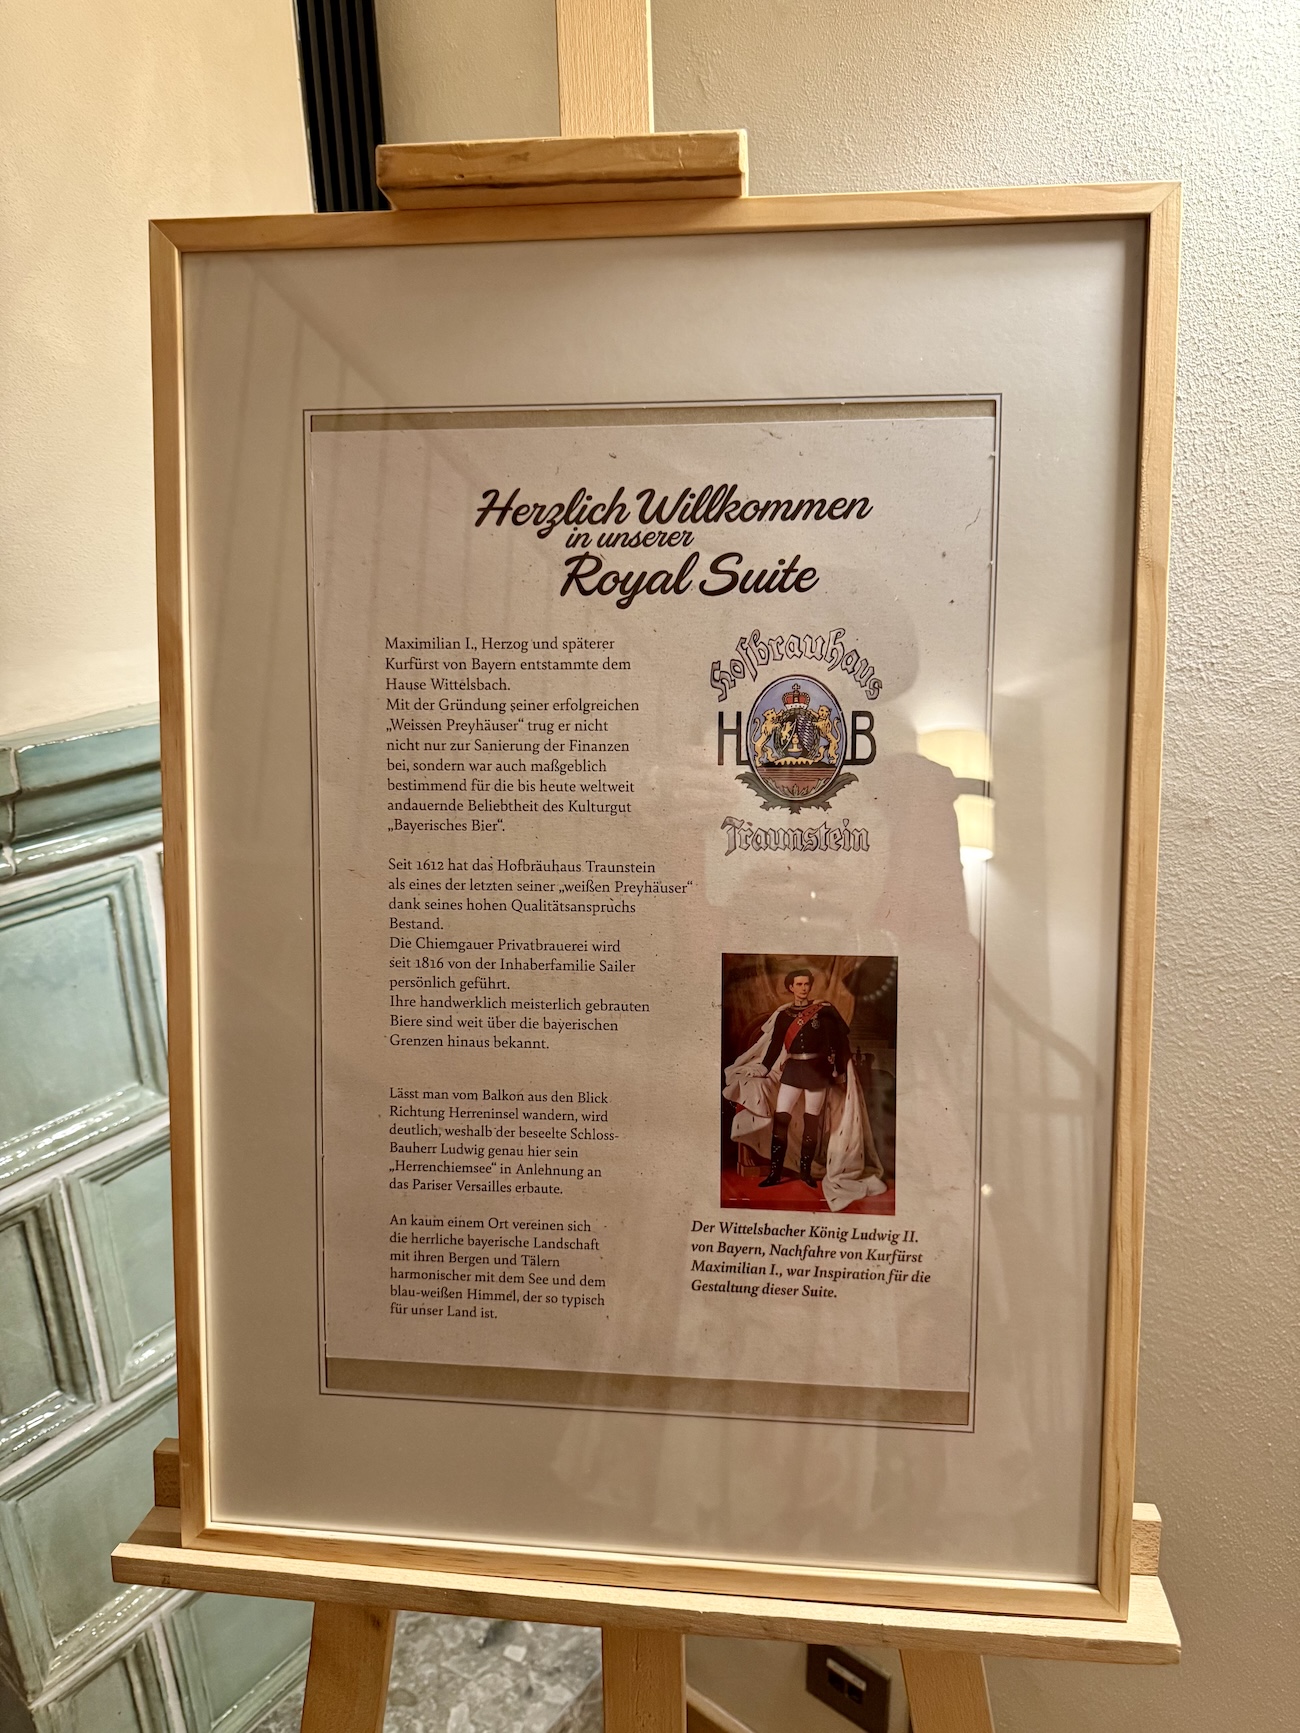 Herzlich Willkommen
in unserer
Royal Suite
Maximilian I., Herzog und späterer
Kurfürst von Bayern entstammte dem
Hause Wittelsbach.
Mit der Gründung seiner erfolgreichen
„Weissen Preyhäuser“ trug er nicht
nicht nur zur Sanierung der Finanzen
bei, sondern war auch maßgeblich
bestimmend für die bis heute weltweit
andauernde Beliebtheit des Kulturgut
„Bayerisches Bier“.
Seit 1612 hat das Hofbräuhaus Traunstein
als eines der letzten seiner „weißen Preyhäuser“
dank seines hohen Qualitätsanspruchs
Bestand.
Die Chiemgauer Privatbrauerei wird
seit 1816 von der Inhaberfamilie Sailer
persönlich geführt.
Ihre handwerklich meisterlich gebrauten
Biere sind weit über die bayerischen
Grenzen hinaus bekannt.
Lässt man vom Balkon aus den Blick
Richtung Herreninsel wandern, wird
deutlich, weshalb der beseelte Schloss-
Bauherr Ludwig genau hier sein
„Herrenchiemsee“ in Anlehnung an
das Pariser Versailles erbaute.
An kaum einem Ort vereinen sich
die herrliche bayerische Landschaft
mit ihren Bergen und Tälern
harmonischer mit dem See und dem
blau-weißen Himmel, der so typisch
für unser Land ist.
Hofbräuhaus
H B
Traunstein
Der Wittelsbacher König Ludwig II.
von Bayern, Nachfahre von Kurfürst
Maximilian I., war Inspiration für die
Gestaltung dieser Suite.